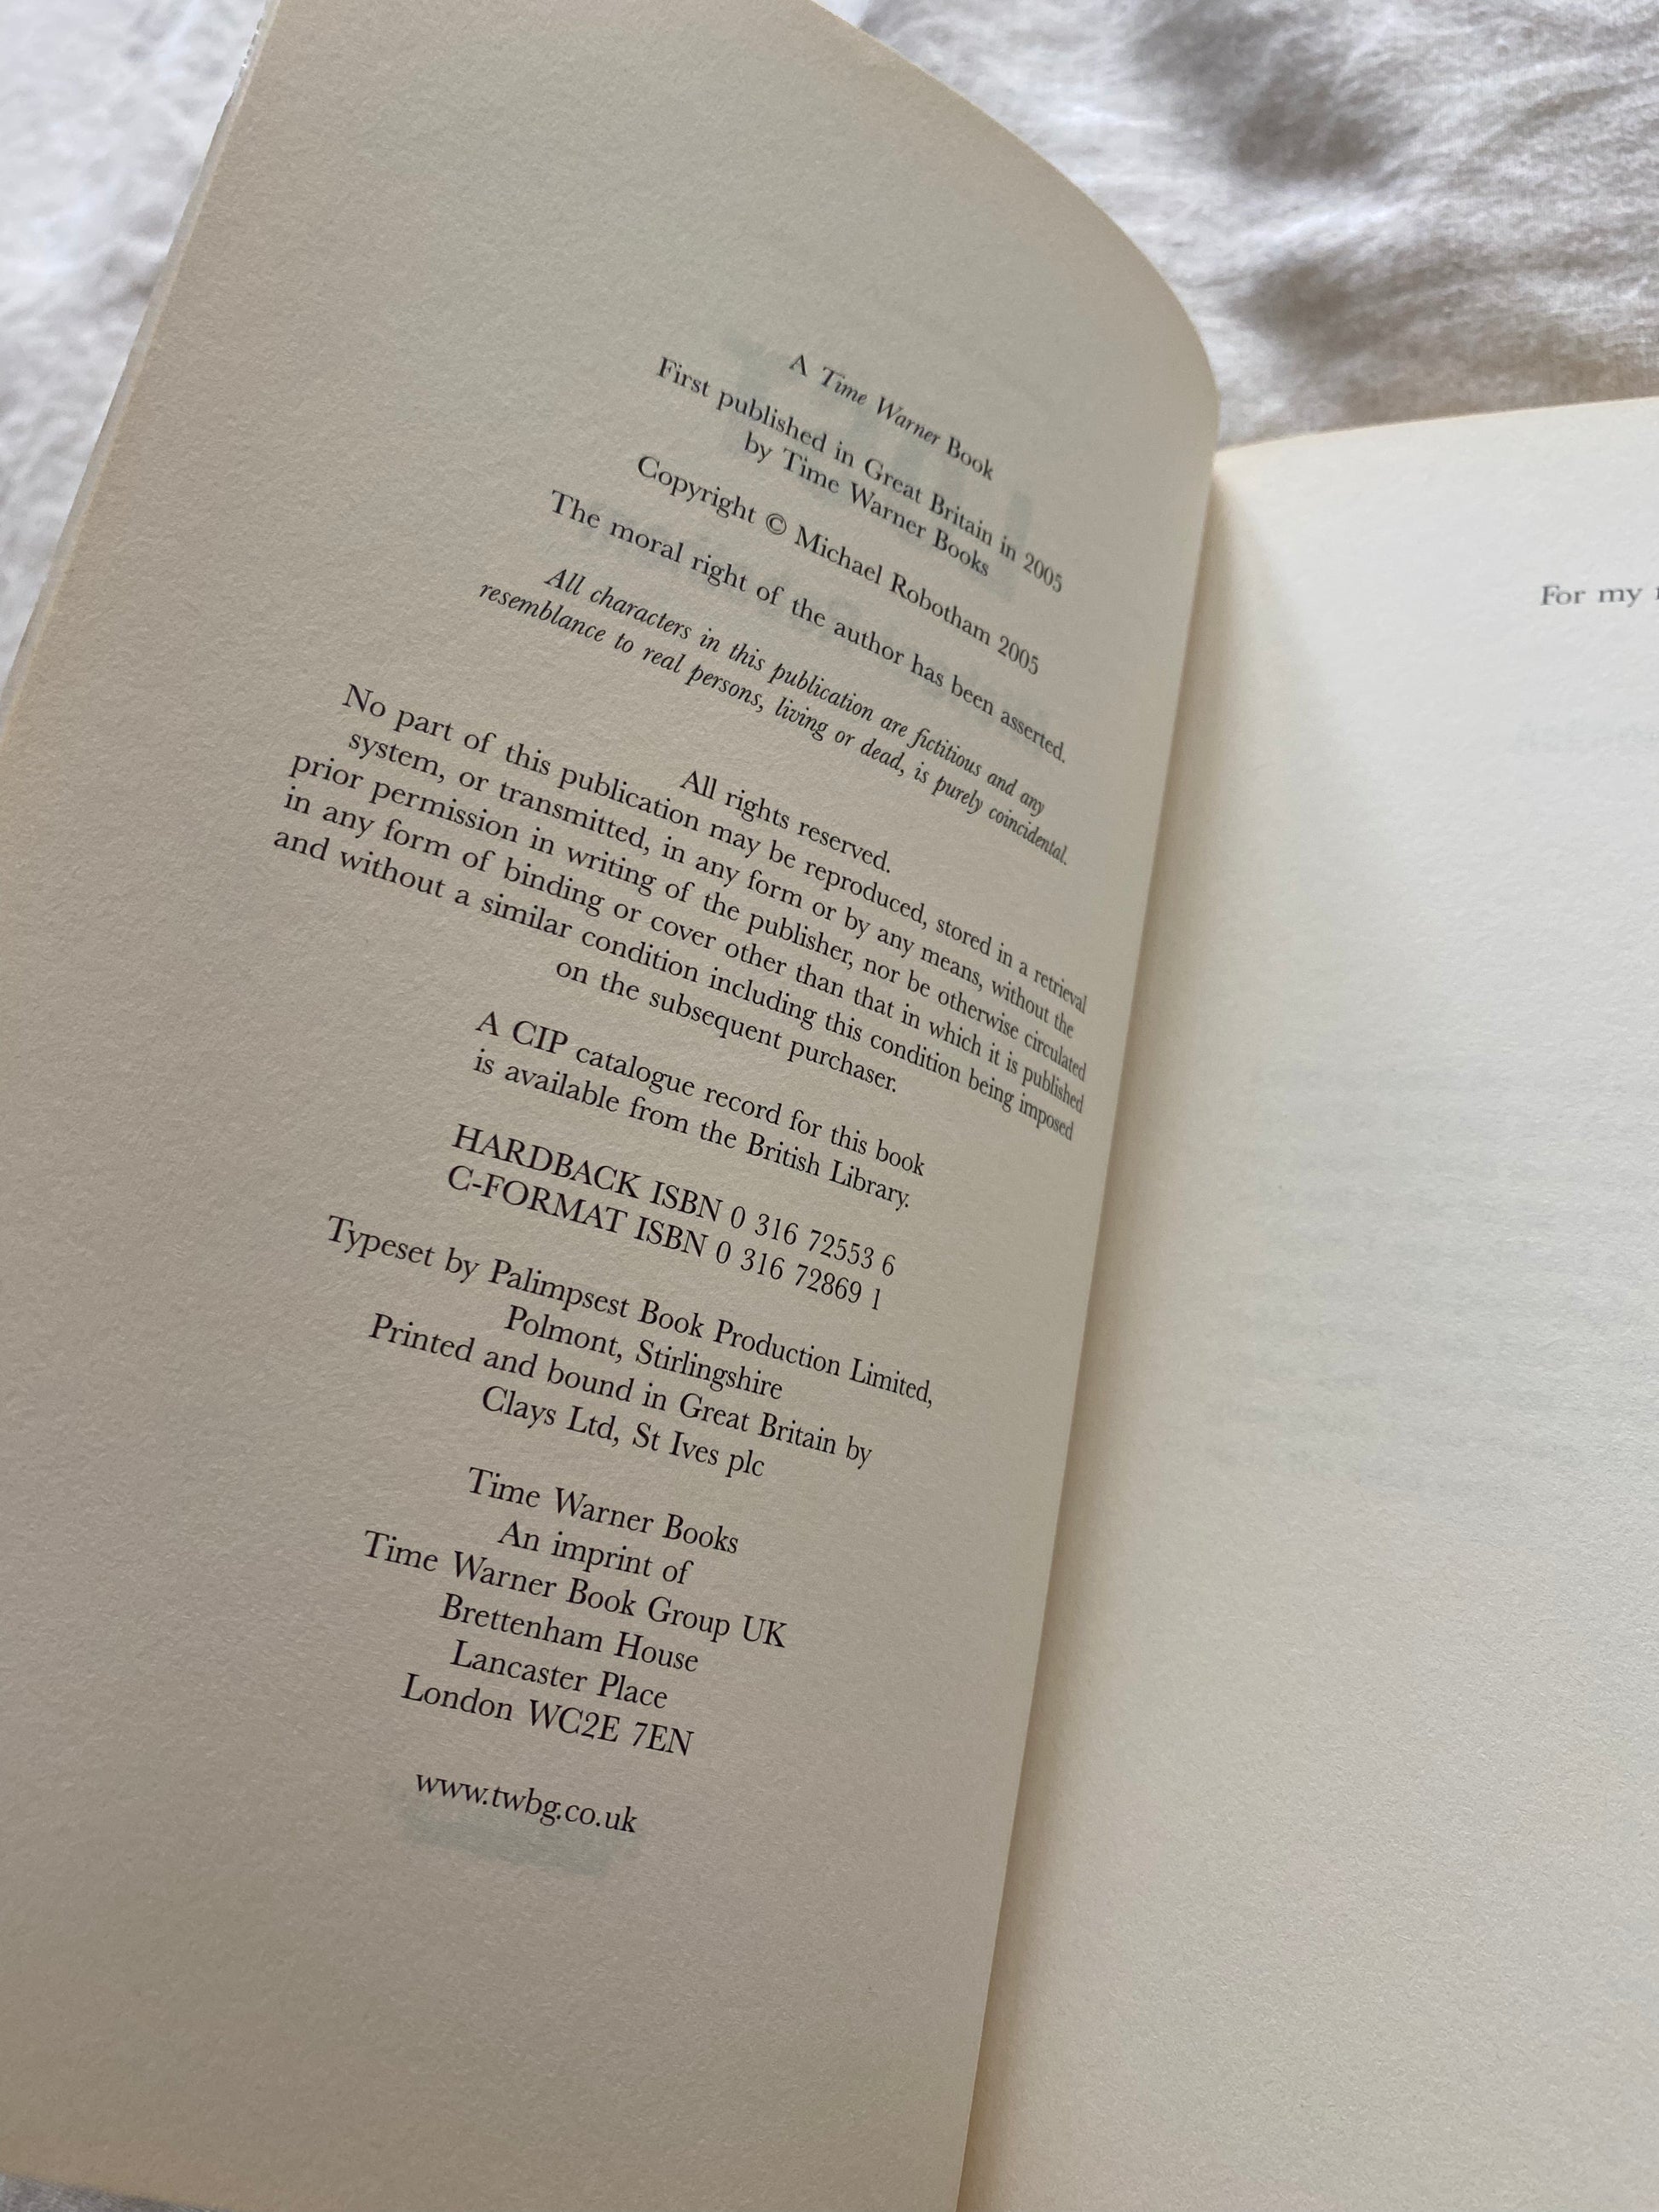 A Time Warner Book
First published in Great Britain in 2005
by Time Warner Books
Copyright © Michael Robotham 2005
The moral right of the author has been asserted.
All characters in this publication are fictitious and any
resemblance to real persons, living or dead, is purely coincidental.
All rights reserved.
No part of this publication may be reproduced, stored in a retrieval
system, or transmitted, in any form or by any means, without the
prior permission in writing of the publisher, nor be otherwise circulated
in any form of binding or cover other than that in which it is published
and without a similar condition including this condition being imposed
on the subsequent purchaser.
A CIP catalogue record for this book
is available from the British Library.
HARDBACK ISBN 0 316 72553 6
C-FORMAT ISBN 0 316 72869 1
Typeset by Palimpsest Book Production Limited,
Polmont, Stirlingshire
Printed and bound in Great Britain by
Clays Ltd, St Ives plc
Time Warner Books
An imprint of
Time Warner Book Group UK
Brettenham House
Lancaster Place
London WC2E 7EN
www.twbg.co.uk
For my